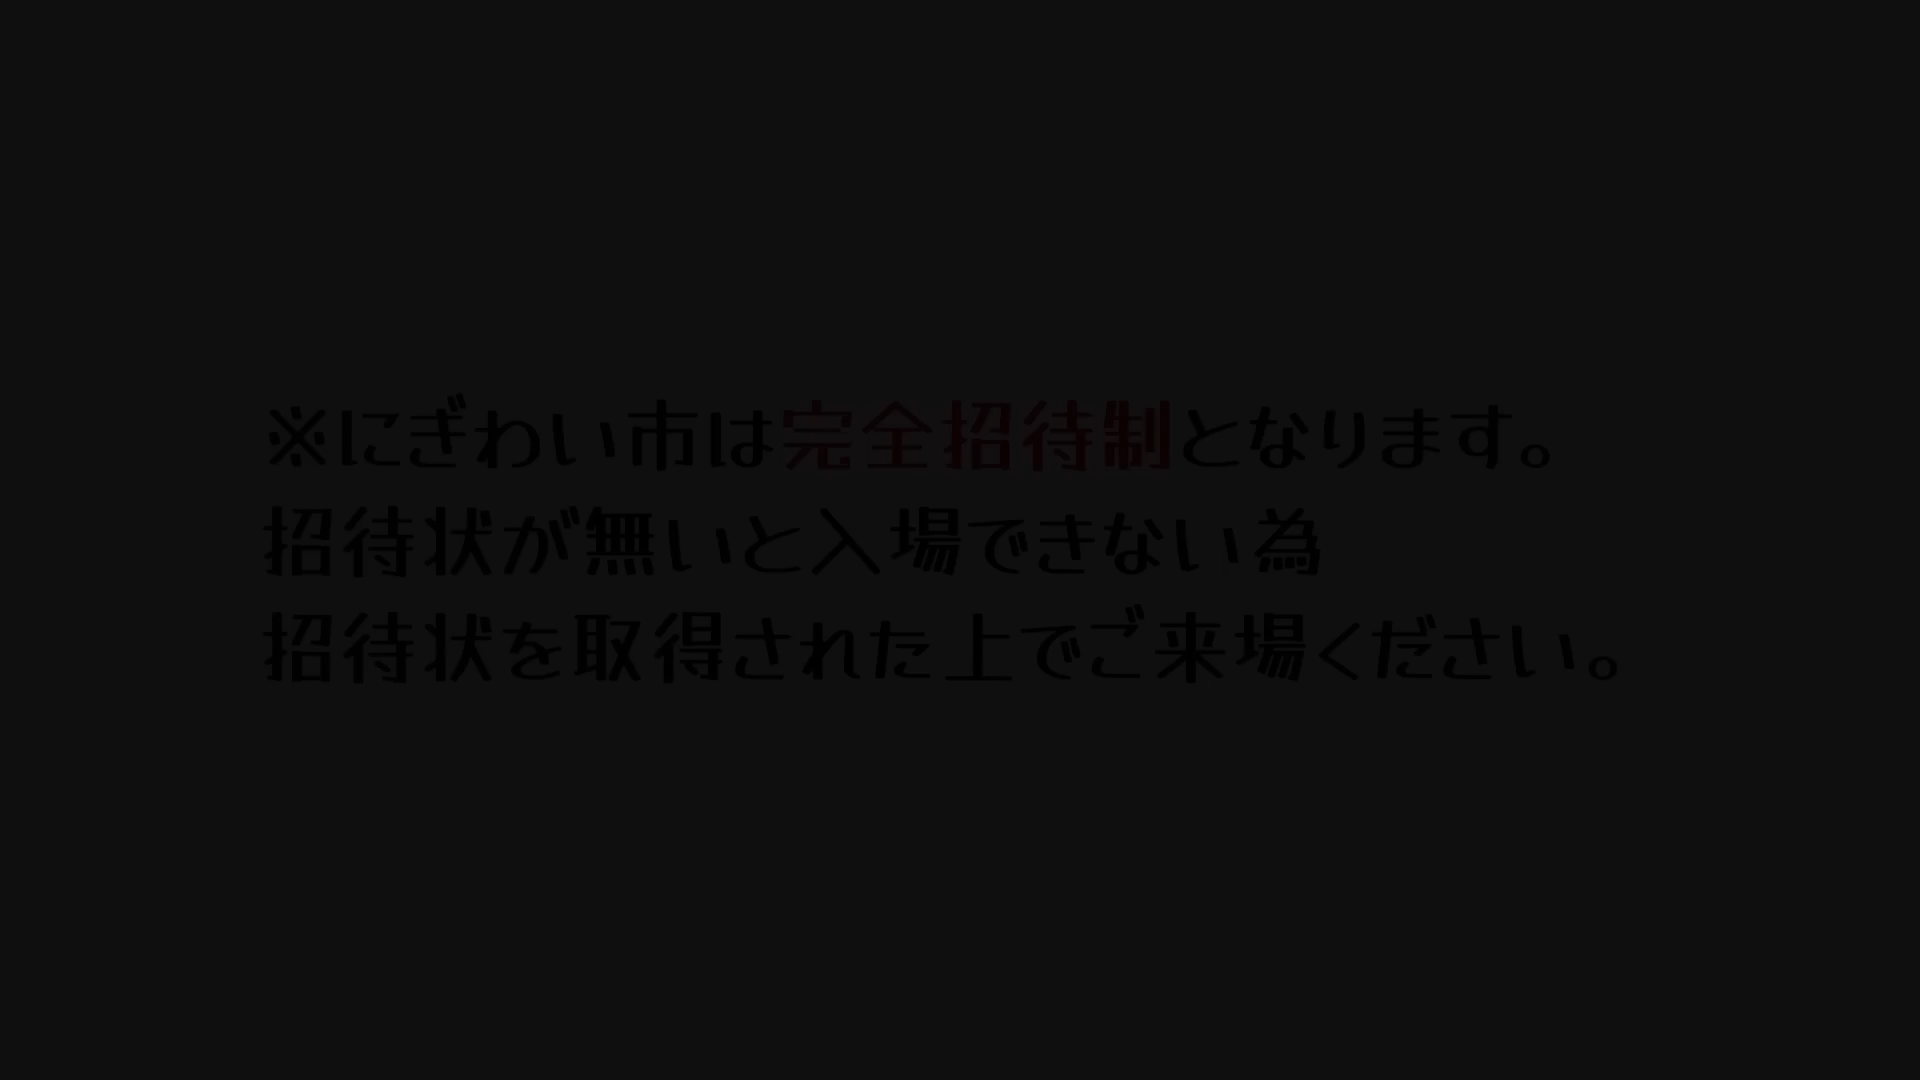 ※にぎわい市は完全招待制となります。
招待状が無いと入場できない為
招待状を取得された上でご来場ください。